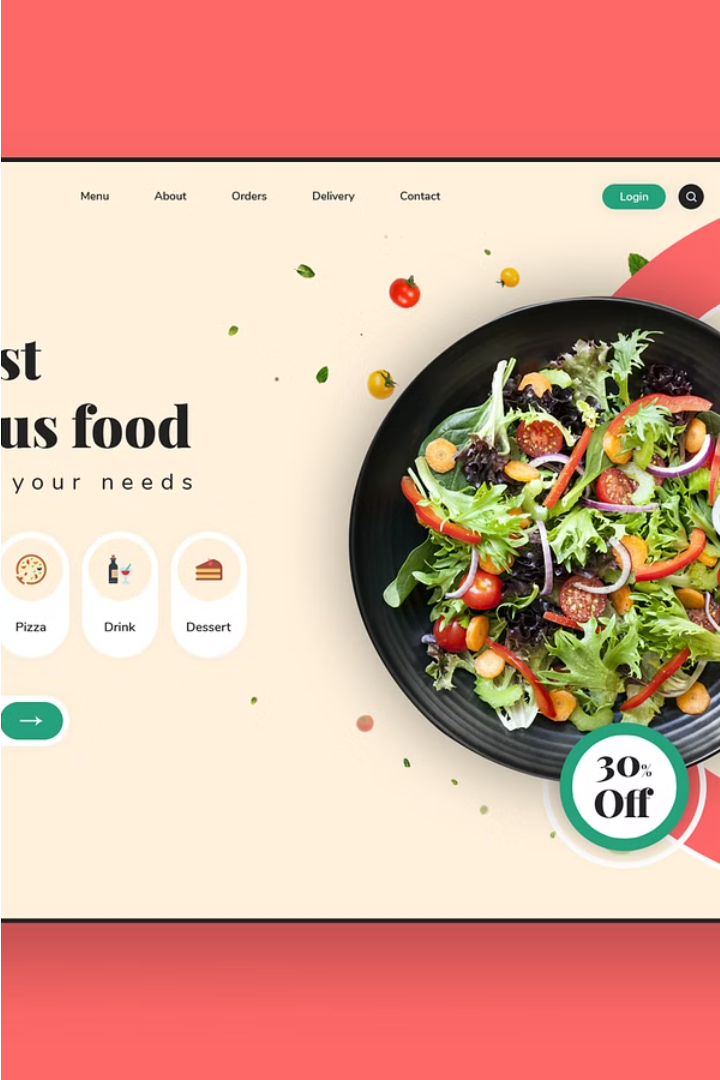 Menu About Orders Delivery Contact Login
st
us food
your needs
Pizza Drink Dessert
30%
Off